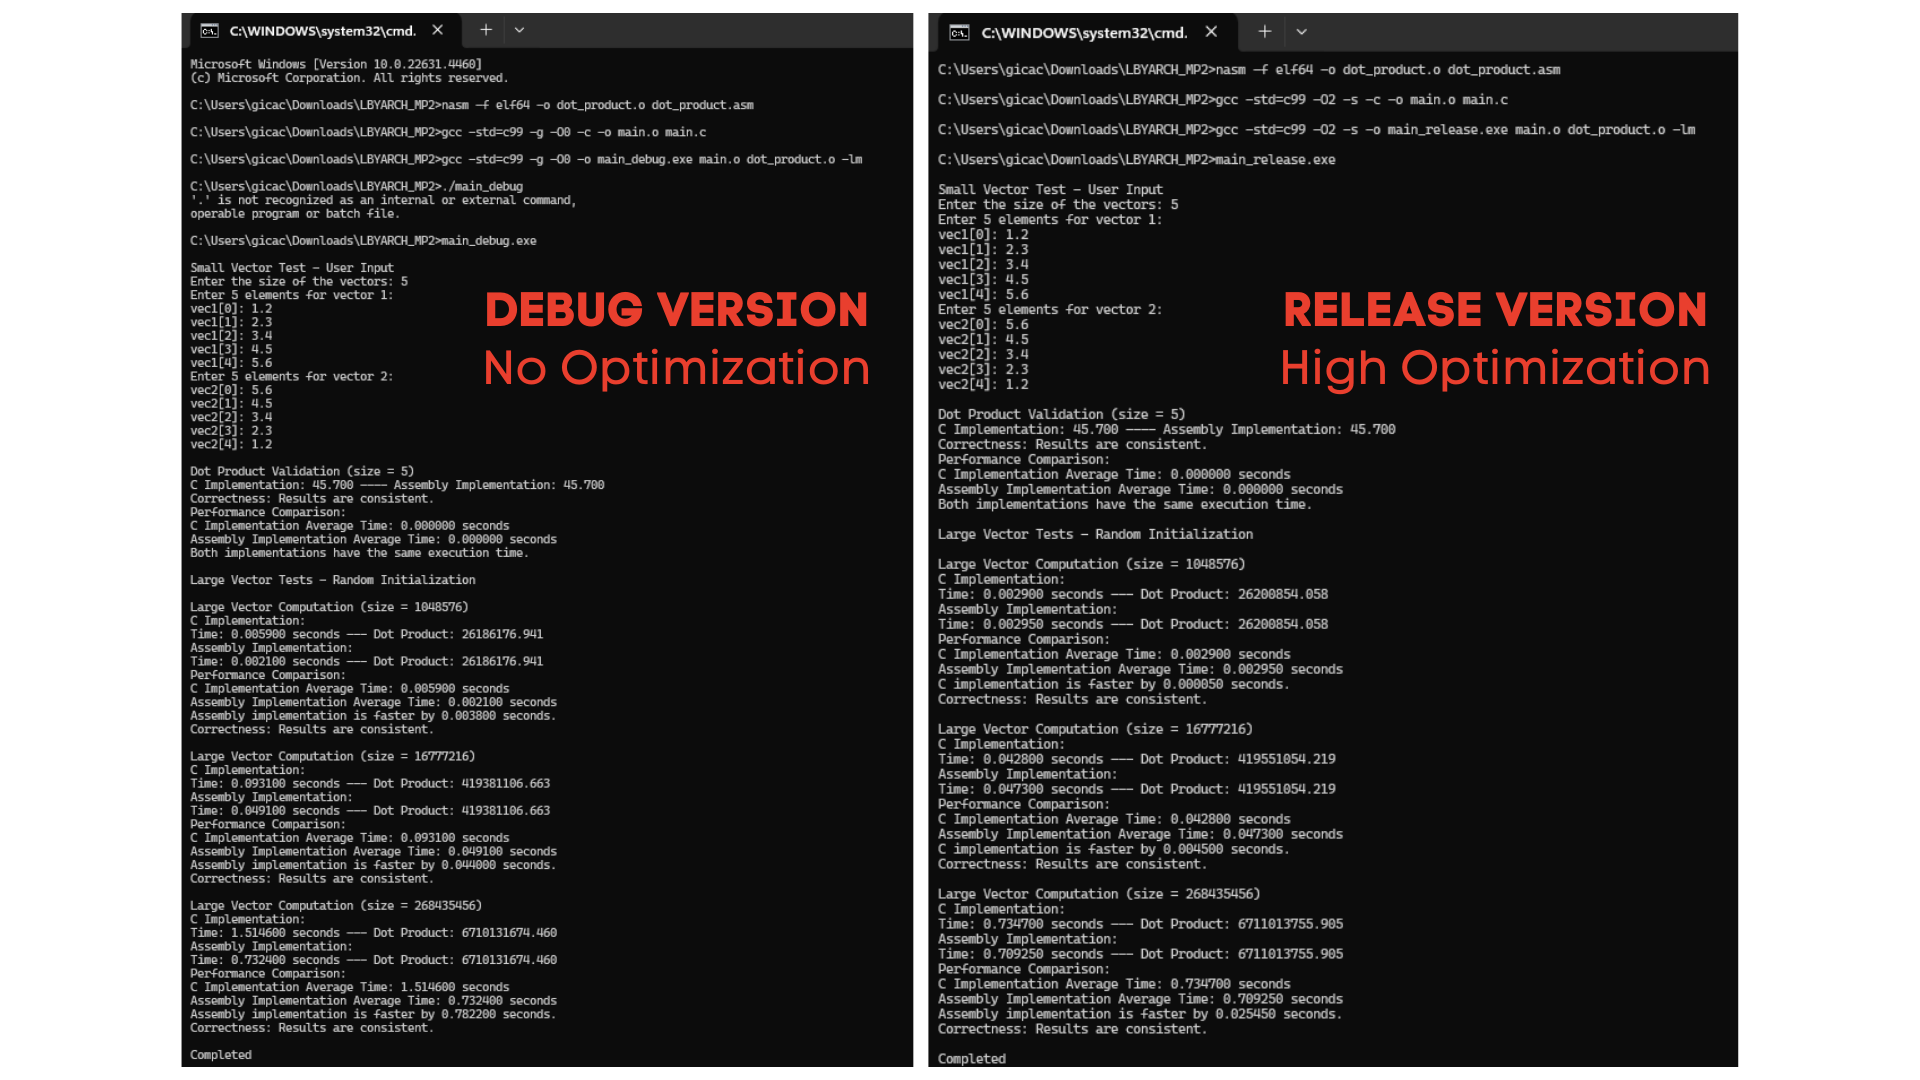 C:\WINDOWS\system32\cmd.
Microsoft Windows [Version 10.0.22631.4460]
(c) Microsoft Corporation. All rights reserved.
C:\Users\gicac\Downloads\LBYARCH_MP2>nasm -f elf64 -o dot_product.o dot_product.asm
C:\Users\gicac\Downloads\LBYARCH_MP2>gcc -std=c99 -g -O0 -c -o main.o main.c
C:\Users\gicac\Downloads\LBYARCH_MP2>gcc -std=c99 -g -O0 -o main_debug.exe main.o dot_product.o -lm
C:\Users\gicac\Downloads\LBYARCH_MP2>./main_debug
'.' is not recognized as an internal or external command,
operable program or batch file.
C:\Users\gicac\Downloads\LBYARCH_MP2>main_debug.exe
Small Vector Test - User Input
Enter the size of the vectors: 5
Enter 5 elements for vector 1:
vec1[0]: 1.2
vec1[1]: 2.3
vec1[2]: 3.4
vec1[3]: 4.5
vec1[4]: 5.6
Enter 5 elements for vector 2:
vec2[0]: 5.6
vec2[1]: 4.5
vec2[2]: 3.4
vec2[3]: 2.3
vec2[4]: 1.2
DEBUG VERSION
No Optimization
Dot Product Validation (size = 5)
C Implementation: 45.700 ---- Assembly Implementation: 45.700
Correctness: Results are consistent.
Performance Comparison:
C Implementation Average Time: 0.000000 seconds
Assembly Implementation Average Time: 0.000000 seconds
Both implementations have the same execution time.
Large Vector Tests - Random Initialization
Large Vector Computation (size = 1048576)
C Implementation:
Time: 0.005900 seconds --- Dot Product: 26186176.941
Assembly Implementation:
Time: 0.002100 seconds --- Dot Product: 26186176.941
Performance Comparison:
C Implementation Average Time: 0.005900 seconds
Assembly Implementation Average Time: 0.002100 seconds
Assembly implementation is faster by 0.003800 seconds.
Correctness: Results are consistent.
Large Vector Computation (size = 16777216)
C Implementation:
Time: 0.093100 seconds --- Dot Product: 419381106.663
Assembly Implementation:
Time: 0.049100 seconds --- Dot Product: 419381106.663
Performance Comparison:
C Implementation Average Time: 0.093100 seconds
Assembly Implementation Average Time: 0.049100 seconds
Assembly implementation is faster by 0.044000 seconds.
Correctness: Results are consistent.
Large Vector Computation (size = 268435456)
C Implementation:
Time: 1.514600 seconds --- Dot Product: 6710131674.460
Assembly Implementation:
Time: 0.732400 seconds --- Dot Product: 6710131674.460
Performance Comparison:
C Implementation Average Time: 1.514600 seconds
Assembly Implementation Average Time: 0.732400 seconds
Assembly implementation is faster by 0.782200 seconds.
Correctness: Results are consistent.
Completed
C:\WINDOWS\system32\cmd.
C:\Users\gicac\Downloads\LBYARCH_MP2>nasm -f elf64 -o dot_product.o dot_product.asm
C:\Users\gicac\Downloads\LBYARCH_MP2>gcc -std=c99 -O2 -s -c -o main.o main.c
C:\Users\gicac\Downloads\LBYARCH_MP2>gcc -std=c99 -O2 -s -o main_release.exe main.o dot_product.o -lm
C:\Users\gicac\Downloads\LBYARCH_MP2>main_release.exe
Small Vector Test - User Input
Enter the size of the vectors: 5
Enter 5 elements for vector 1:
vec1[0]: 1.2
vec1[1]: 2.3
vec1[2]: 3.4
vec1[3]: 4.5
vec1[4]: 5.6
Enter 5 elements for vector 2:
vec2[0]: 5.6
vec2[1]: 4.5
vec2[2]: 3.4
vec2[3]: 2.3
vec2[4]: 1.2
RELEASE VERSION
High Optimization
Dot Product Validation (size = 5)
C Implementation: 45.700 ---- Assembly Implementation: 45.700
Correctness: Results are consistent.
Performance Comparison:
C Implementation Average Time: 0.000000 seconds
Assembly Implementation Average Time: 0.000000 seconds
Both implementations have the same execution time.
Large Vector Tests - Random Initialization
Large Vector Computation (size = 1048576)
C Implementation:
Time: 0.002900 seconds --- Dot Product: 26200854.058
Assembly Implementation:
Time: 0.002950 seconds --- Dot Product: 26200854.058
Performance Comparison:
C Implementation Average Time: 0.002900 seconds
Assembly Implementation Average Time: 0.002950 seconds
C implementation is faster by 0.000050 seconds.
Correctness: Results are consistent.
Large Vector Computation (size = 16777216)
C Implementation:
Time: 0.042800 seconds --- Dot Product: 419551054.219
Assembly Implementation:
Time: 0.047300 seconds --- Dot Product: 419551054.219
Performance Comparison:
C Implementation Average Time: 0.042800 seconds
Assembly Implementation Average Time: 0.047300 seconds
C implementation is faster by 0.004500 seconds.
Correctness: Results are consistent.
Large Vector Computation (size = 268435456)
C Implementation:
Time: 0.734700 seconds --- Dot Product: 6711013755.905
Assembly Implementation:
Time: 0.709250 seconds --- Dot Product: 6711013755.905
Performance Comparison:
C Implementation Average Time: 0.734700 seconds
Assembly Implementation Average Time: 0.709250 seconds
Assembly implementation is faster by 0.025450 seconds.
Correctness: Results are consistent.
Completed